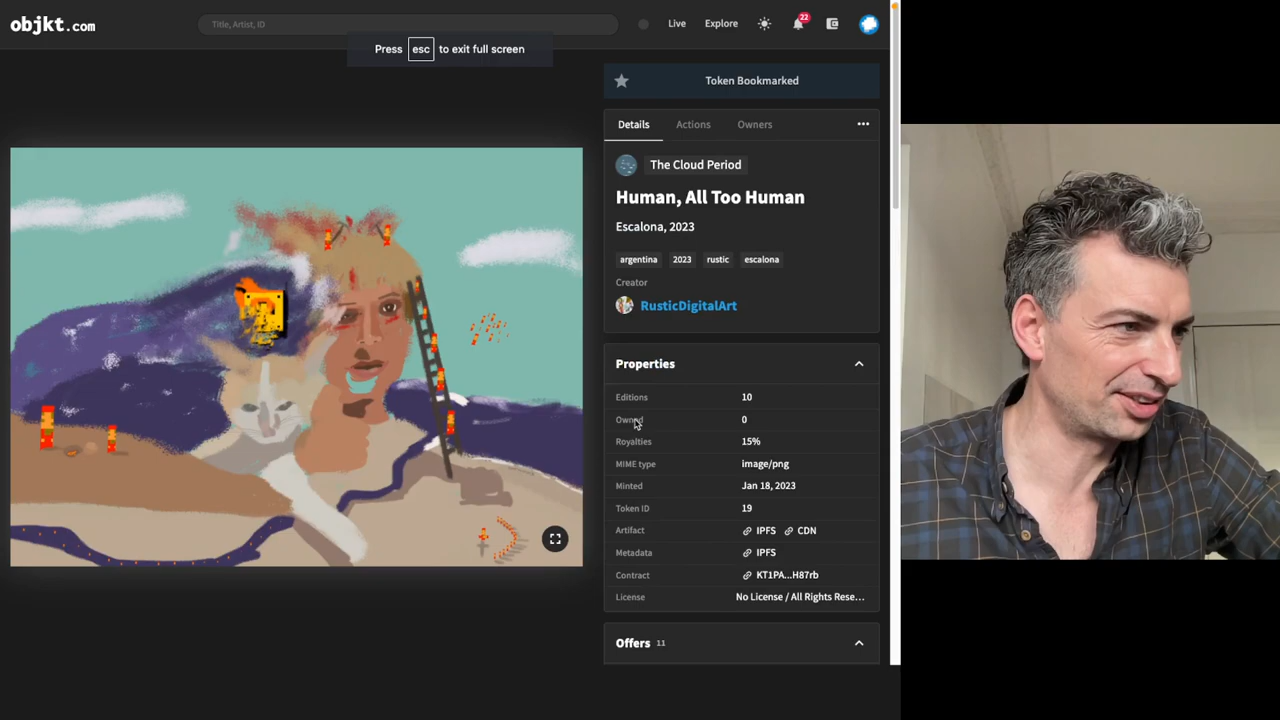 objkt.com
Title, Artist, ID
Live
Explore
22
Press esc to exit full screen
Token Bookmarked
Details
Actions
Owners
The Cloud Period
Human, All Too Human
Escalona, 2023
argentina
2023
rustic
escalona
Creator
RusticDigitalArt
Properties
Editions 10
Owned 0
Royalties 15%
MIME type image/png
Minted Jan 18, 2023
Token ID 19
Artifact IPFS CDN
Metadata IPFS
Contract KT1PA...H87rb
License No License / All Rights Rese...
Offers 11